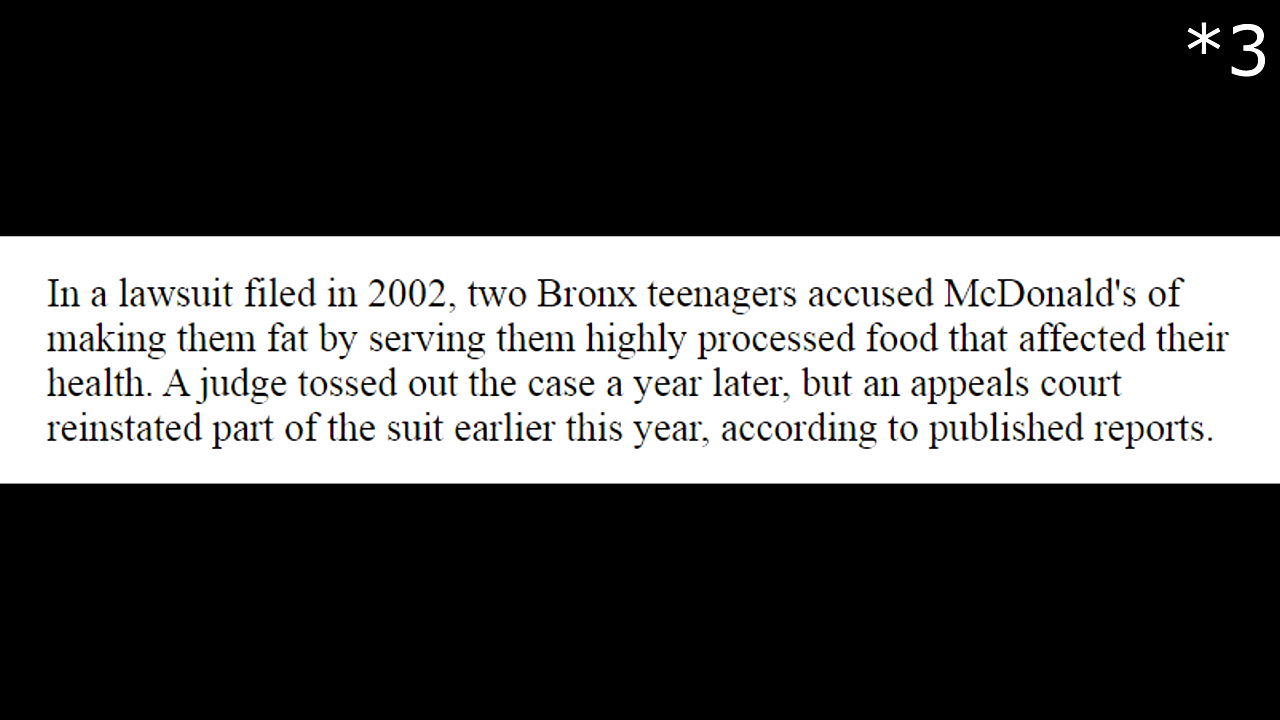 *3
In a lawsuit filed in 2002, two Bronx teenagers accused McDonald's of
making them fat by serving them highly processed food that affected their
health. A judge tossed out the case a year later, but an appeals court
reinstated part of the suit earlier this year, according to published reports.